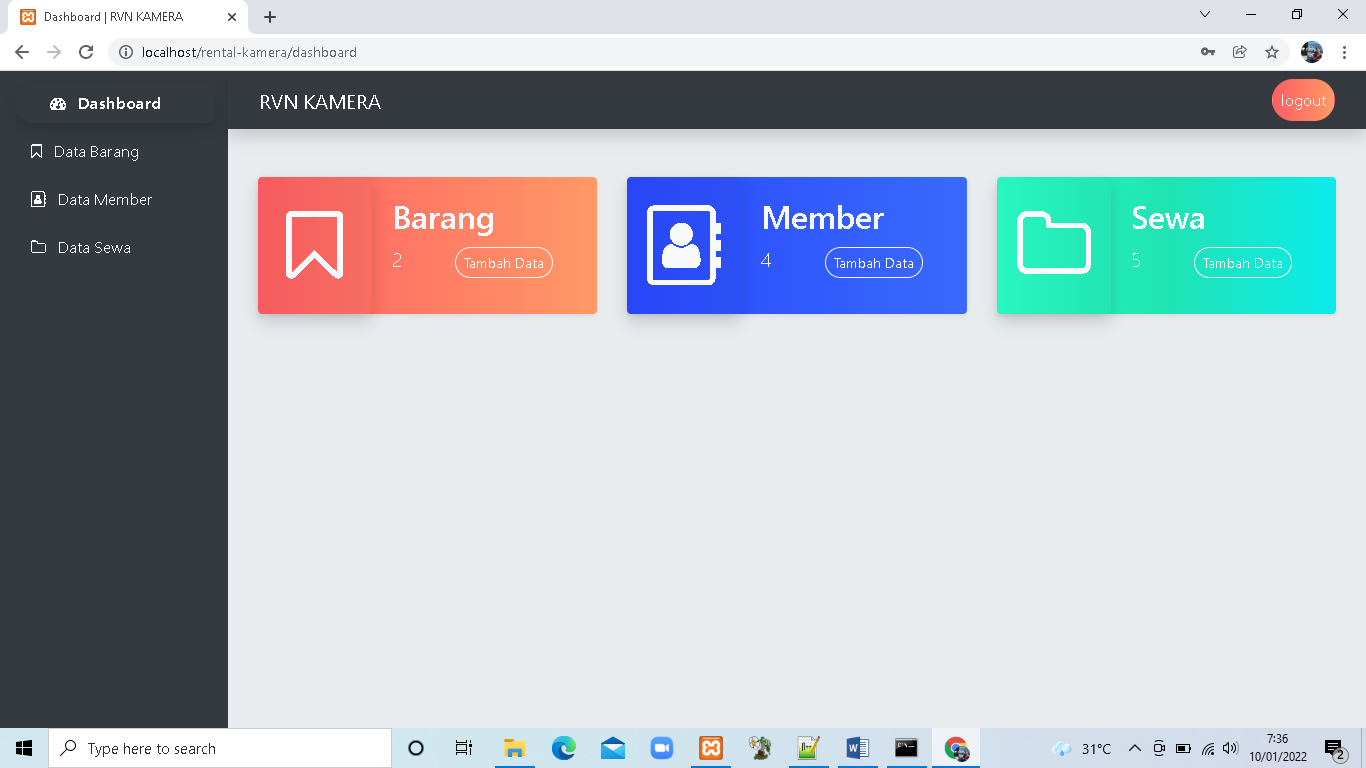 Dashboard | RVN KAMERA
localhost/rental-kamera/dashboard
Dashboard
RVN KAMERA
logout
Data Barang
Data Member
Data Sewa
Barang
2
Tambah Data
Member
4
Tambah Data
Sewa
5
Tambah Data
Type here to search
31°C
7:36
10/01/2022
2